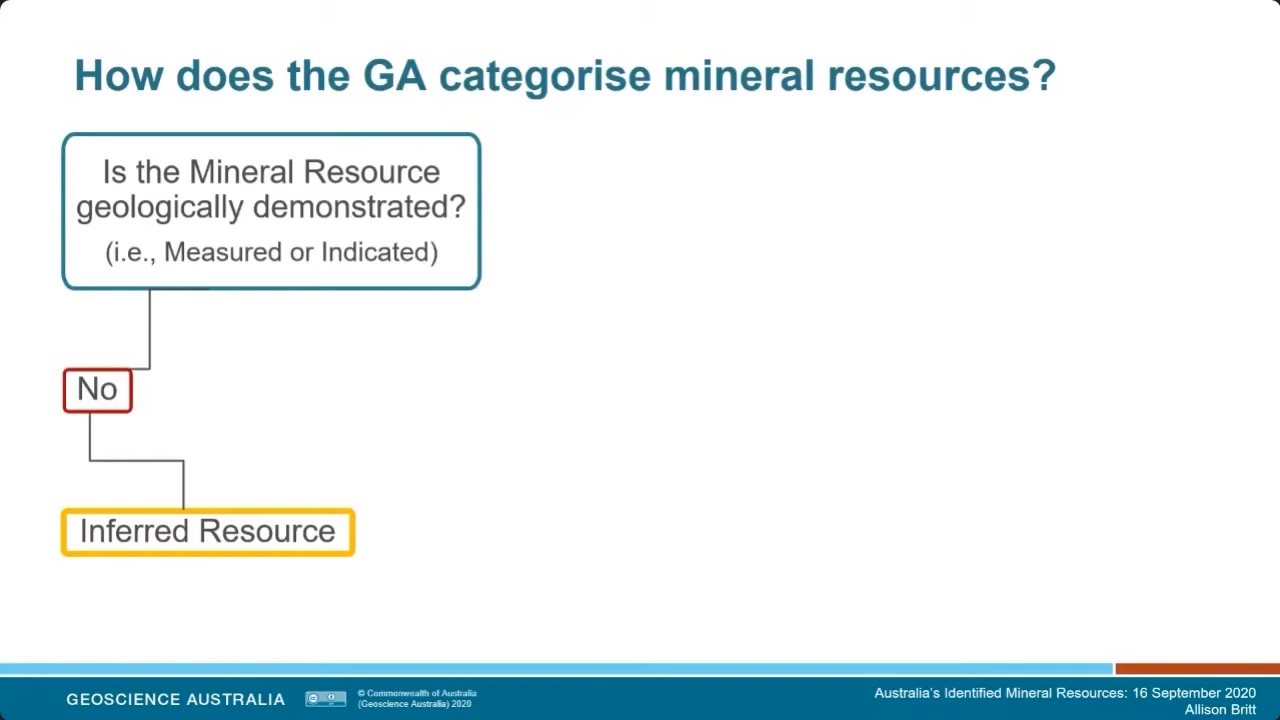 How does the GA categorise mineral resources?
Is the Mineral Resource
geologically demonstrated?
(i.e., Measured or Indicated)
No
Inferred Resource
GEOSCIENCE AUSTRALIA
© Commonwealth of Australia
(Geoscience Australia) 2020
Australia's Identified Mineral Resources: 16 September 2020
Allison Britt